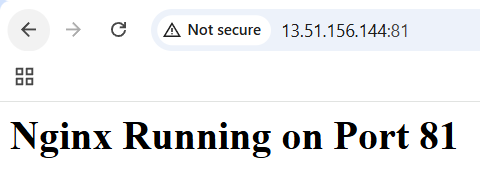 Not secure 13.51.156.144:81
Nginx Running on Port 81